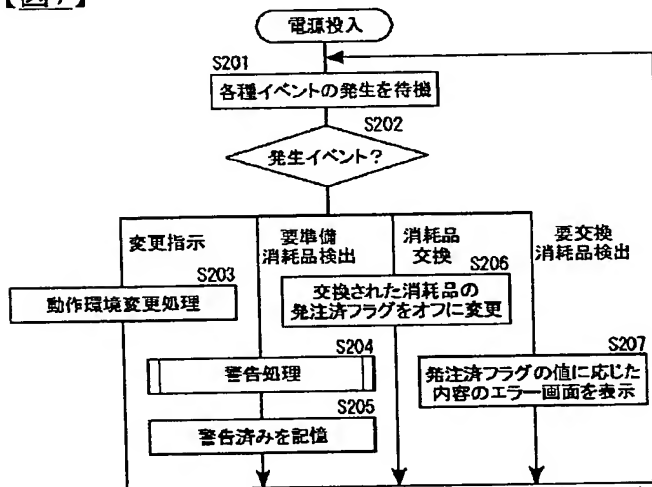 【図7】
電源投入
S201
各種イベントの発生を待機
S202
発生イベント?
変更指示
要準備
消耗品検出
消耗品
交換
要交換
消耗品検出
S203
動作環境変更処理
S206
交換された消耗品の
発注済フラグをオフに変更
S204
警告処理
S205
警告済みを記憶
S207
発注済フラグの値に応じた
内容のエラー画面を表示